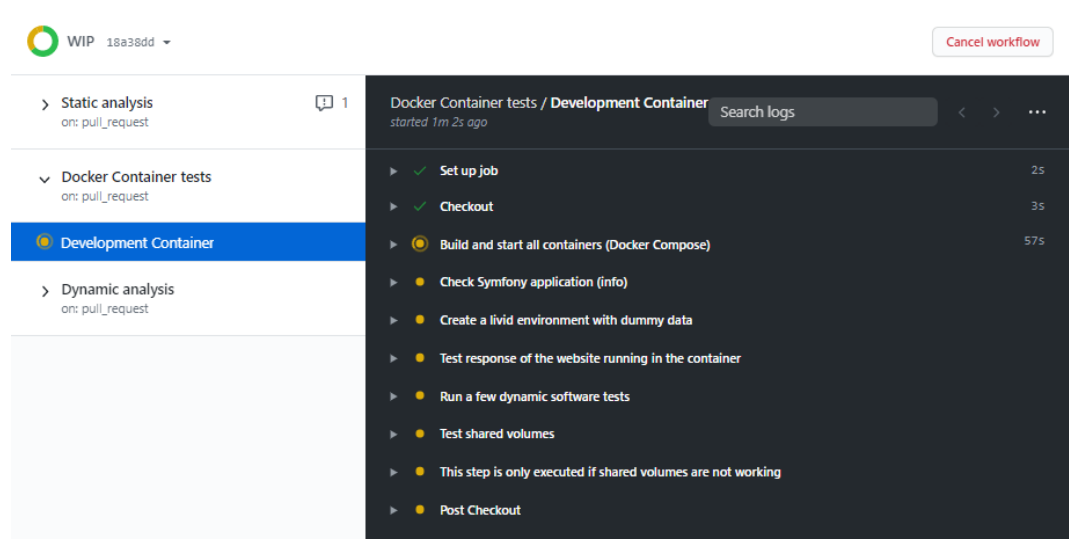 WIP 18a38dd
Cancel workflow
Static analysis
1
on: pull_request
Docker Container tests
on: pull_request
Development Container
Dynamic analysis
on: pull_request
Docker Container tests / Development Container
started 1m 2s ago
Search logs
Set up job 2s
Checkout 3s
Build and start all containers (Docker Compose) 57s
Check Symfony application (info)
Create a livid environment with dummy data
Test response of the website running in the container
Run a few dynamic software tests
Test shared volumes
This step is only executed if shared volumes are not working
Post Checkout